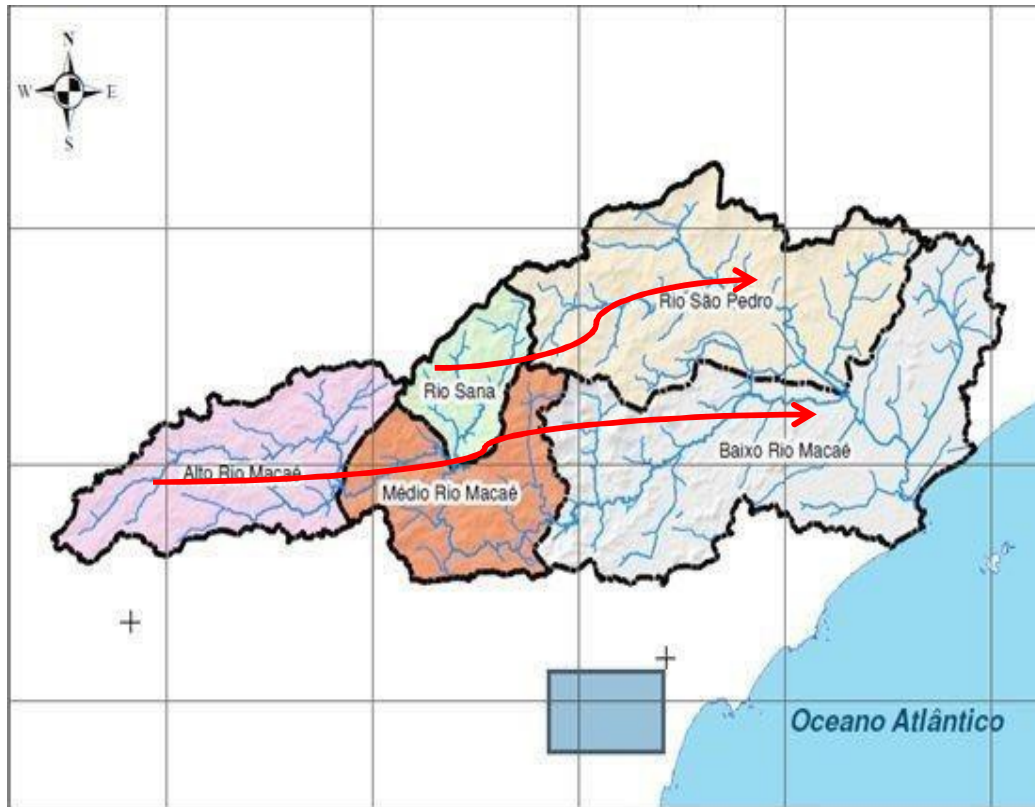 N
W E
S
Rio São Pedro
Rio Sana
Baixo Rio Macaé
Alto Rio Macaé
Médio Rio Macaé
Oceano Atlântico